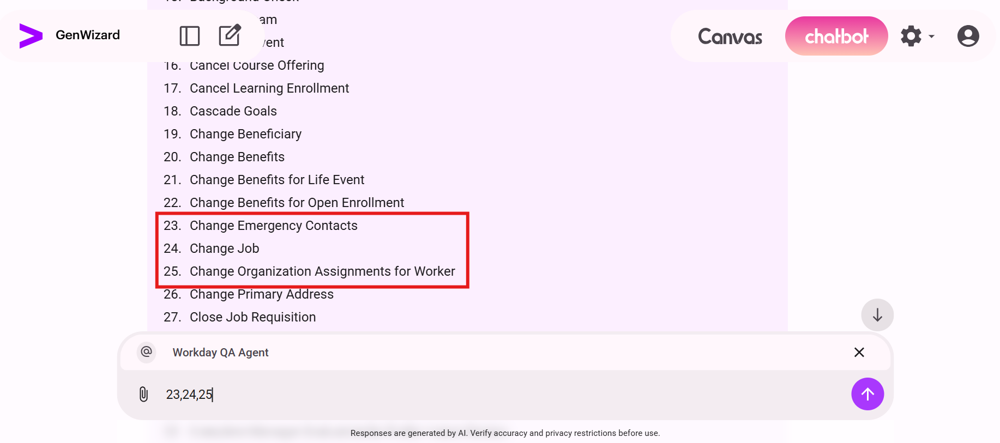 GenWizard
Canvas
chatbot
am
vent
16. Cancel Course Offering
17. Cancel Learning Enrollment
18. Cascade Goals
19. Change Beneficiary
20. Change Benefits
21. Change Benefits for Life Event
22. Change Benefits for Open Enrollment
23. Change Emergency Contacts
24. Change Job
25. Change Organization Assignments for Worker
26. Change Primary Address
27. Close Job Requisition
@ Workday QA Agent
23,24,25
Responses are generated by AI. Verify accuracy and privacy restrictions before use.